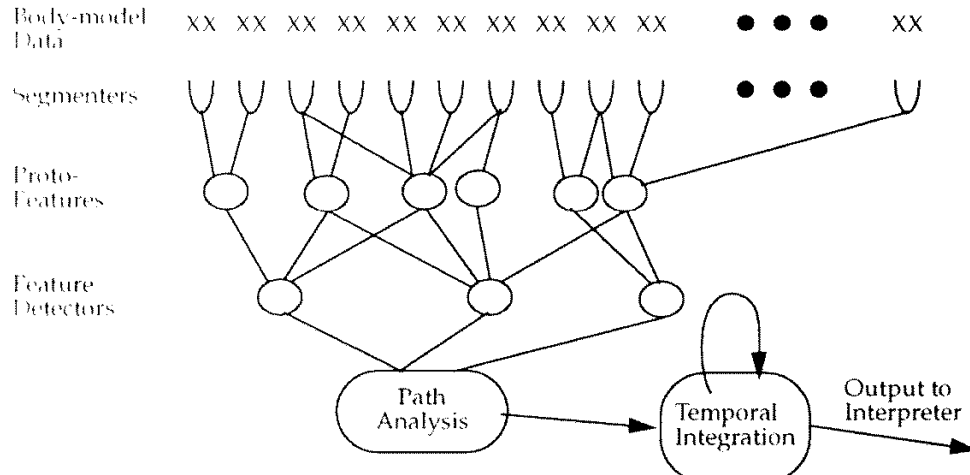 Body-model
Data
XX XX XX XX XX XX XX XX XX XX XX
Segmenters
Proto-
Features
Feature
Detectors
Path
Analysis
Temporal
Integration
Output to
Interpreter